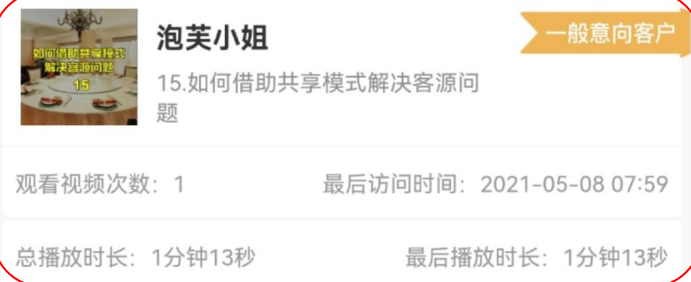 如何借助共享模式
解决客源问题
15
泡芙小姐
一般意向客户
15.如何借助共享模式解决客源问
题
观看视频次数：1
最后访问时间：2021-05-08 07:59
总播放时长：1分钟13秒
最后播放时长：1分钟13秒